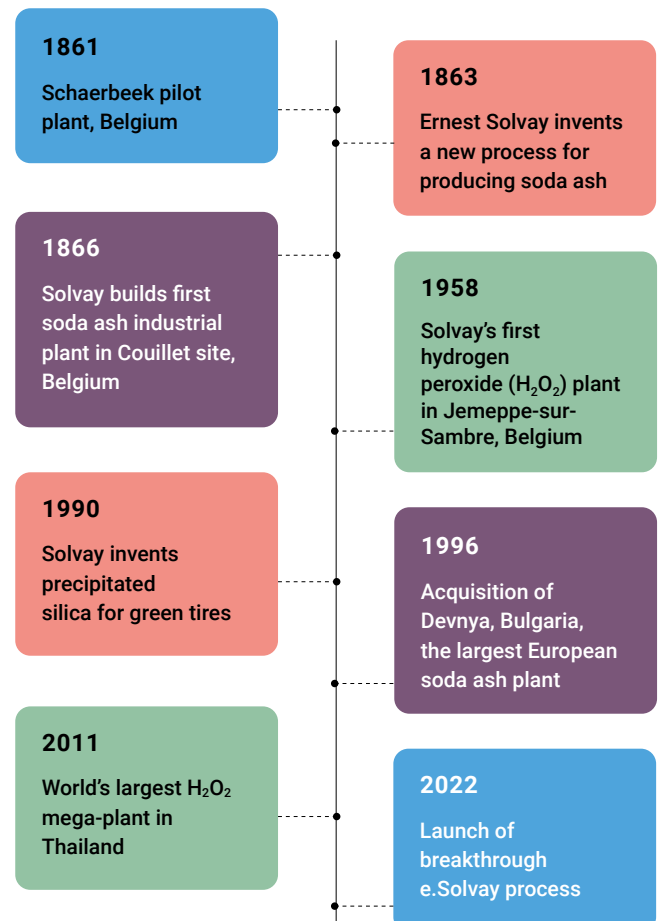 1861
Schaerbeek pilot
plant, Belgium
1863
Ernest Solvay invents
a new process for
producing soda ash
1866
Solvay builds first
soda ash industrial
plant in Couillet site,
Belgium
1958
Solvay’s first
hydrogen
peroxide (H₂O₂) plant
in Jemeppe-sur-
Sambre, Belgium
1990
Solvay invents
precipitated
silica for green tires
1996
Acquisition of
Devnya, Bulgaria,
the largest European
soda ash plant
2011
World’s largest H₂O₂
mega-plant in
Thailand
2022
Launch of
breakthrough
e.Solvay process